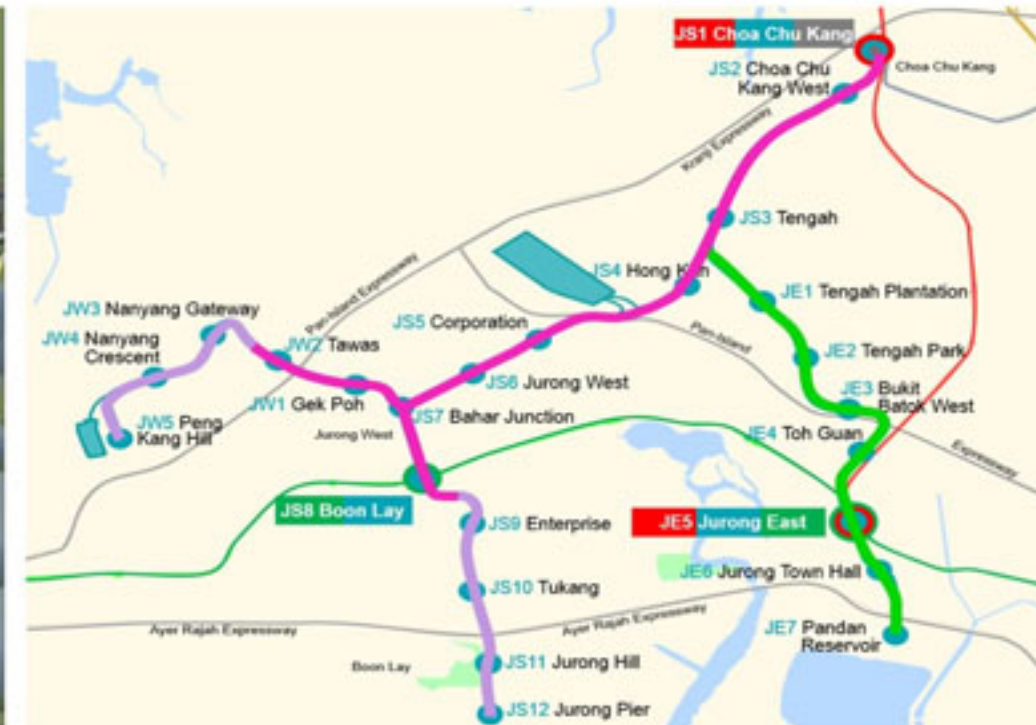 JS1 Choa Chu Kang
Choa Chu Kang
JS2 Choa Chu
Kang West
Kranji Expressway
JS3 Tengah
JS4 Hong Kah
JE1 Tengah Plantation
Pan-Island Expressway
JW3 Nanyang Gateway
JW4 Nanyang
Crescent
JS5 Corporation
Pan-Island
JW2 Tawas
JE2 Tengah Park
JS6 Jurong West
JE3 Bukit
Batok West
JW1 Gek Poh
JS7 Bahar Junction
JW5 Peng
Kang Hill
Jurong West
JE4 Toh Guan
Expressway
JS8 Boon Lay
JS9 Enterprise
JE5 Jurong East
JE6 Jurong Town Hall
JS10 Tukang
Ayer Rajah Expressway
Ayer Rajah Expressway
JE7 Pandan
Reservoir
Boon Lay
JS11 Jurong Hill
JS12 Jurong Pier